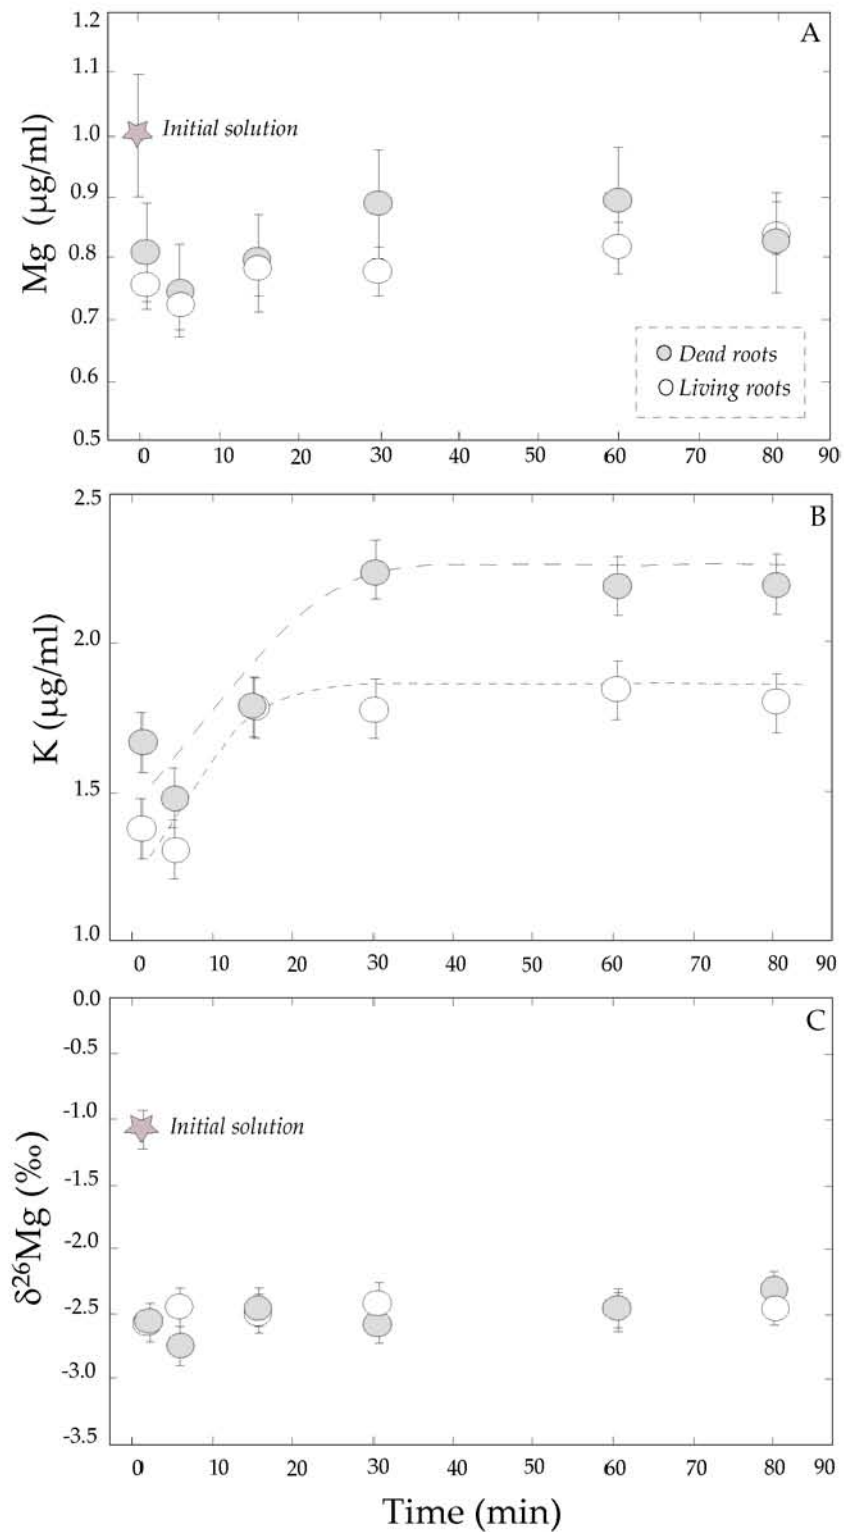 A
Mg (µg/ml)
1.2
1.1
1.0
0.9
0.8
0.7
0.6
0.5
Initial solution
Dead roots
Living roots
0 10 20 30 40 50 60 70 80 90
B
K (µg/ml)
2.5
2.0
1.5
1.0
0 10 20 30 40 50 60 70 80 90
C
δ²⁶Mg (‰)
0.0
-0.5
-1.0
-1.5
-2.0
-2.5
-3.0
-3.5
Initial solution
0 10 20 30 40 50 60 70 80 90
Time (min)